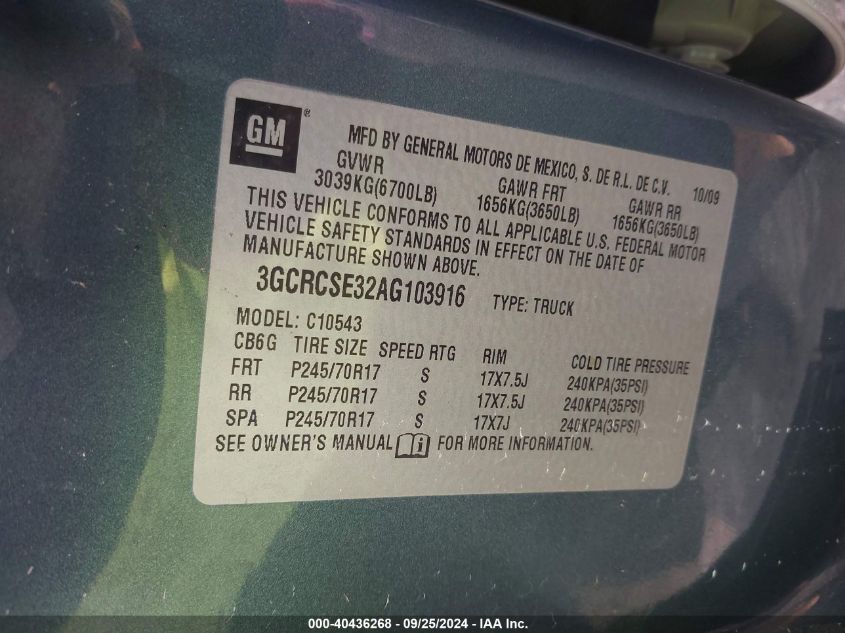 GM ®
MFD BY GENERAL MOTORS DE MEXICO, S. DE R.L. DE C.V. 10/09
GVWR GAWR FRT GAWR RR
3039KG(6700LB) 1656KG(3650LB) 1656KG(3650LB)
THIS VEHICLE CONFORMS TO ALL APPLICABLE U.S. FEDERAL MOTOR
VEHICLE SAFETY STANDARDS IN EFFECT ON THE DATE OF
MANUFACTURE SHOWN ABOVE.
3GCRCSE32AG103916 TYPE: TRUCK
MODEL: C10543
CB6G TIRE SIZE SPEED RTG RIM COLD TIRE PRESSURE
FRT P245/70R17 S 17X7.5J 240KPA(35PSI)
RR P245/70R17 S 17X7.5J 240KPA(35PSI)
SPA P245/70R17 S 17X7J 240KPA(35PSI)
SEE OWNER'S MANUAL FOR MORE INFORMATION.
000-40436268 - 09/25/2024 - IAA Inc.